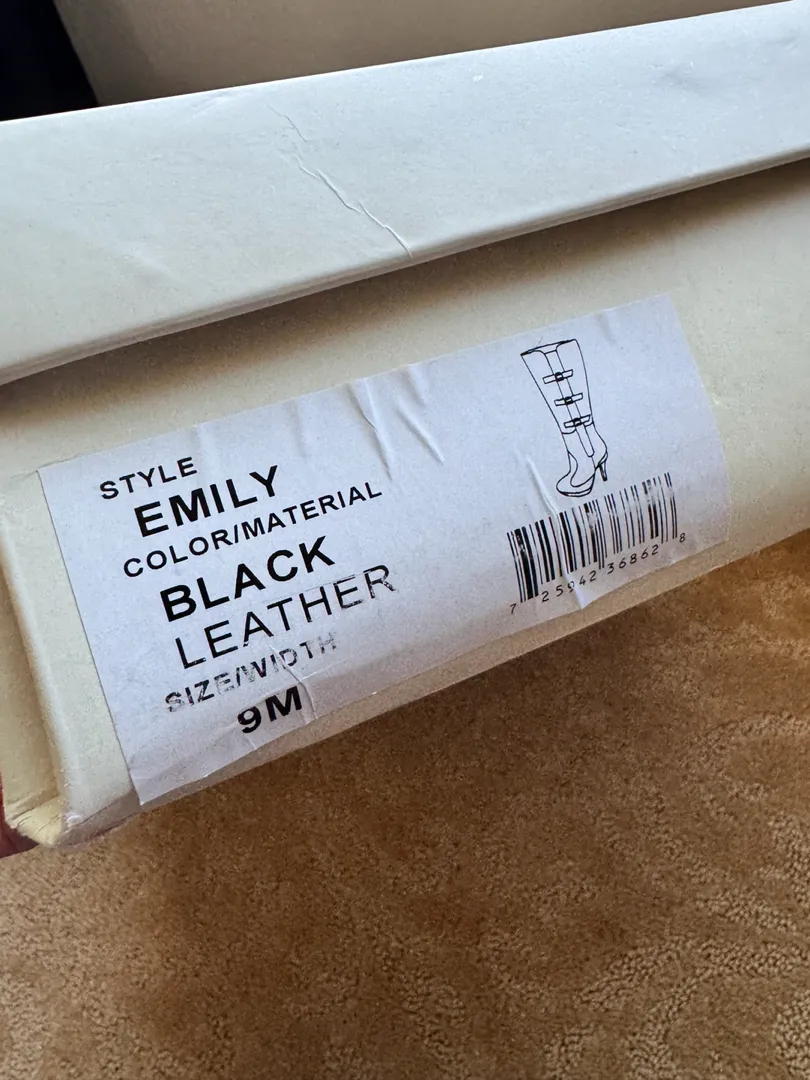 STYLE
EMILY
COLOR/MATERIAL
BLACK
LEATHER
SIZE/WIDTH
9M
7 25942 36862 8